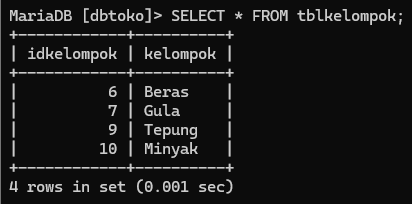 MariaDB [dbtoko]> SELECT * FROM tblkelompok;
+------------+----------+
| idkelompok | kelompok |
+------------+----------+
|          6 | Beras    |
|          7 | Gula     |
|          9 | Tepung   |
|         10 | Minyak   |
+------------+----------+
4 rows in set (0.001 sec)